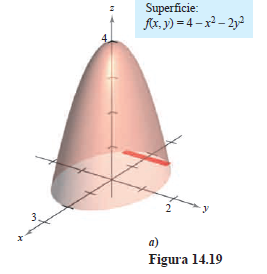 Superficie:
f(x, y) = 4 – x² – 2y²
z
4
2
y
3
x
a)
Figura 14.19